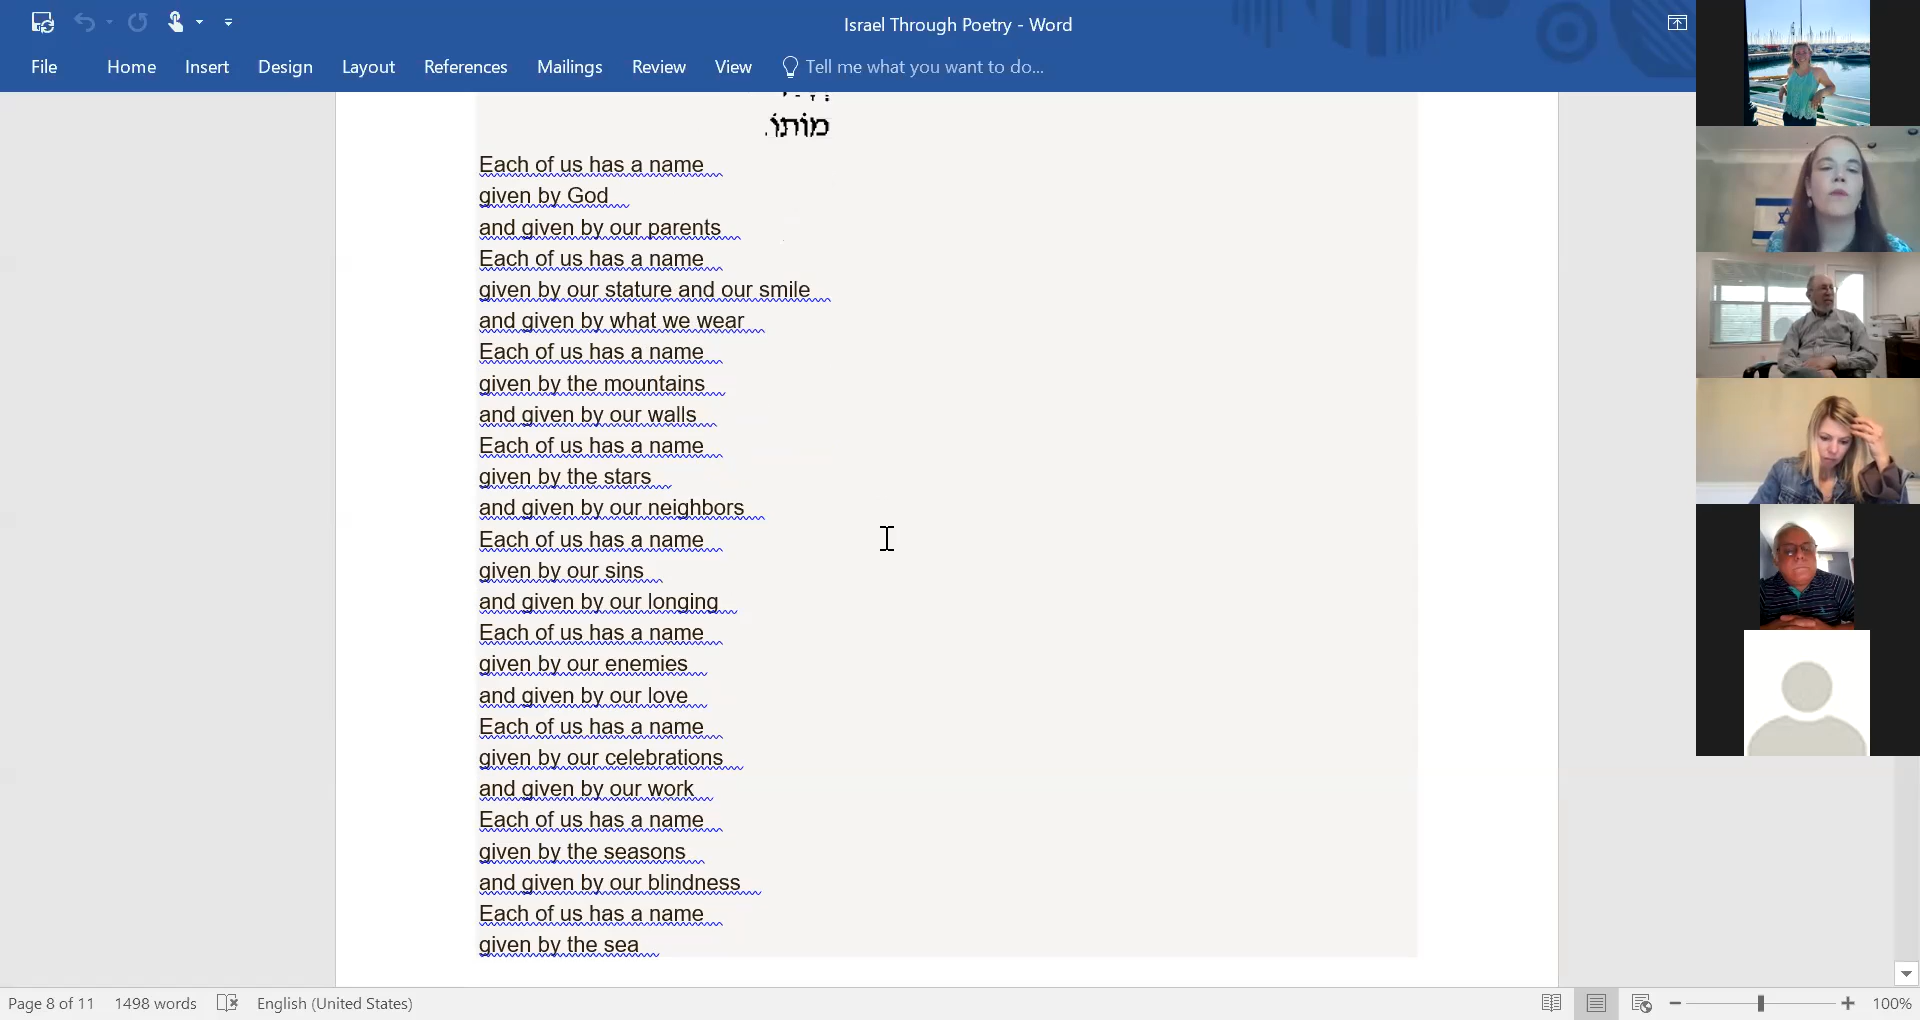 Israel Through Poetry - Word
File Home Insert Design Layout References Mailings Review View Tell me what you want to do...
מוֹתוֹ.
Each of us has a name
given by God
and given by our parents
Each of us has a name
given by our stature and our smile
and given by what we wear
Each of us has a name
given by the mountains
and given by our walls
Each of us has a name
given by the stars
and given by our neighbors
Each of us has a name
given by our sins
and given by our longing
Each of us has a name
given by our enemies
and given by our love
Each of us has a name
given by our celebrations
and given by our work
Each of us has a name
given by the seasons
and given by our blindness
Each of us has a name
given by the sea
Page 8 of 11 1498 words English (United States) 100%